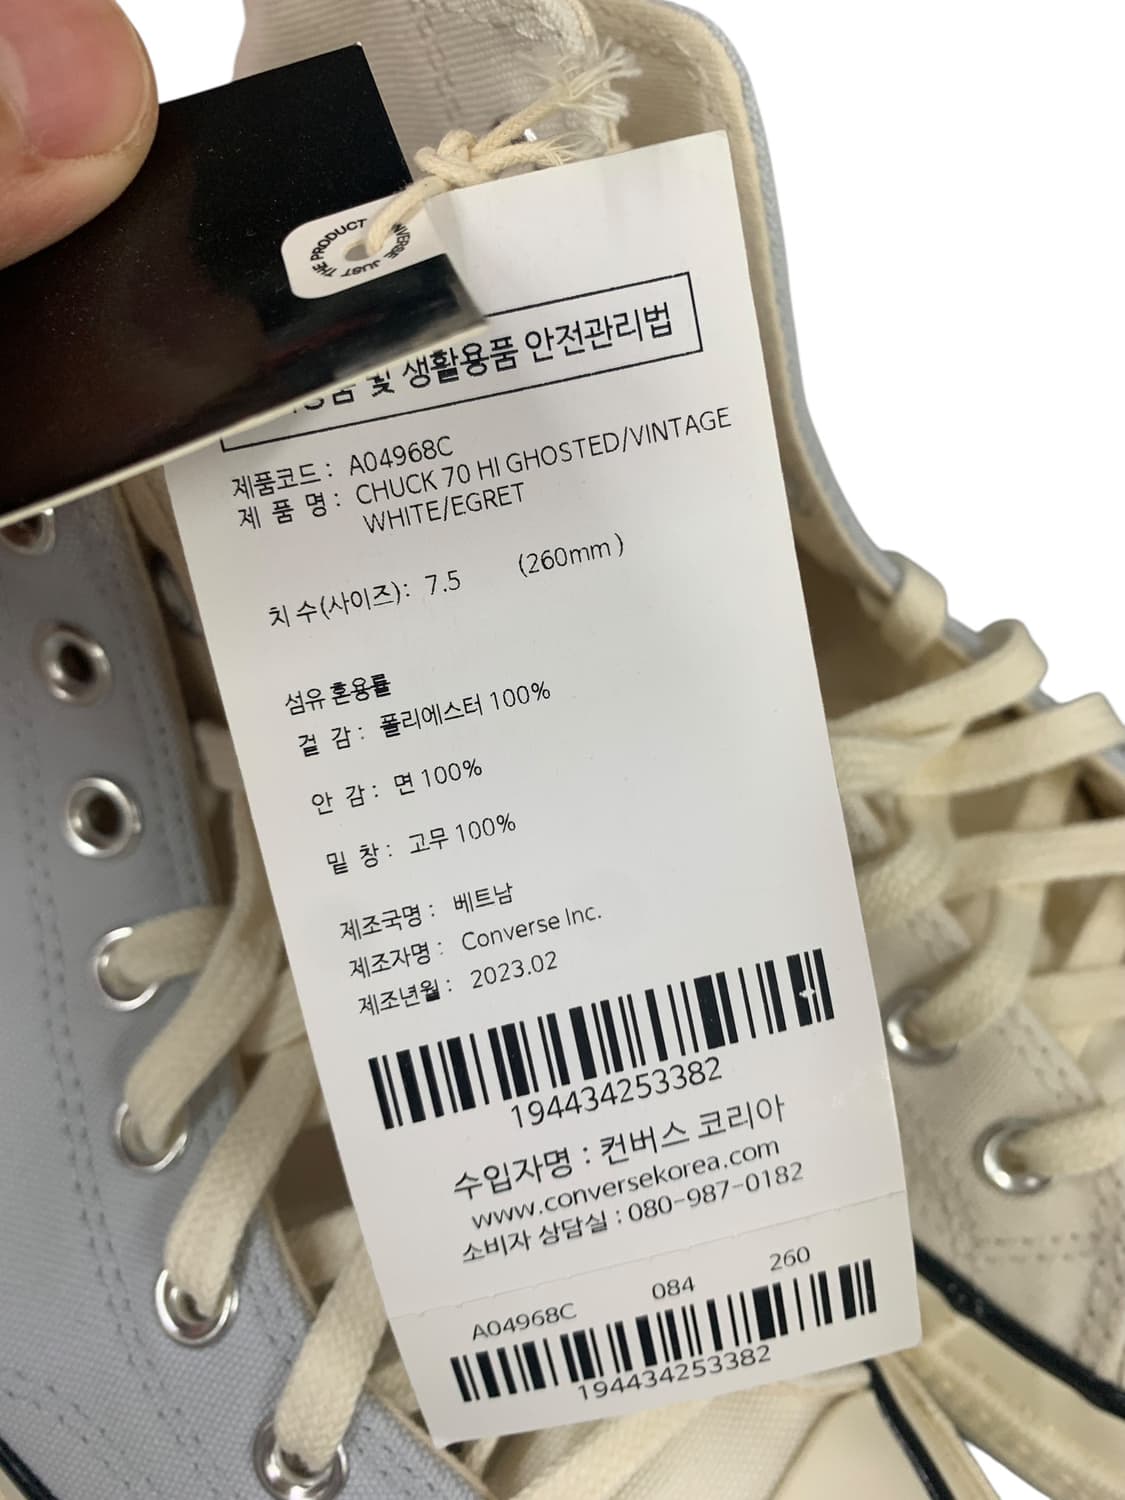 THE PRODUCT
JUST
및 생활용품 안전관리법
제품코드 : A04968C
제 품 명 : CHUCK 70 HI GHOSTED/VINTAGE
WHITE/EGRET
치 수(사이즈): 7.5 (260mm)
섬유 혼용률
겉 감 : 폴리에스터 100%
안 감 : 면 100%
밑 창 : 고무 100%
제조국명 : 베트남
제조자명 : Converse Inc.
제조년월 : 2023.02
194434253382
수입자명 : 컨버스 코리아
www.conversekorea.com
소비자 상담실 : 080-987-0182
A04968C 084 260
194434253382